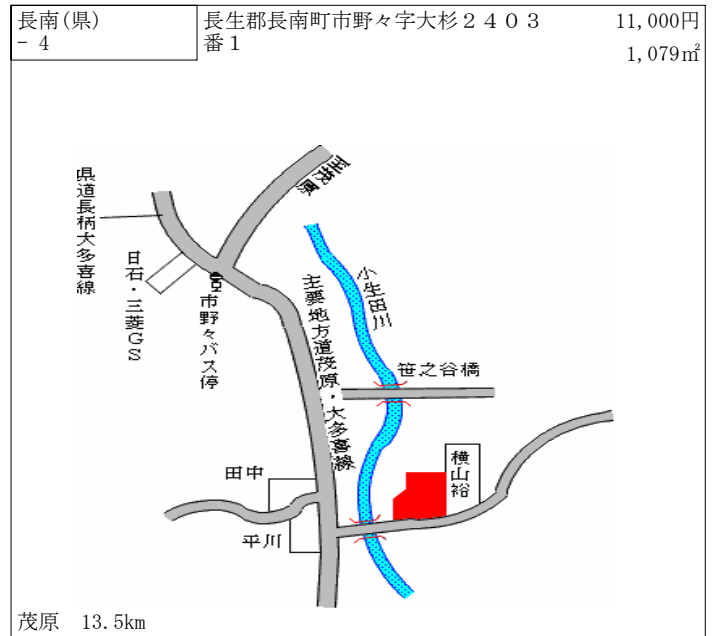 長南(県)
- 4
長生郡長南町市野々字大杉２４０３
番１
11,000円
1,079㎡
至茂原
県道長柄大多喜線
日石・三菱GS
市野々バス停
主要地方道茂原・大多喜線
小生田川
笹之谷橋
横山裕
田中
平川
茂原　13.5km